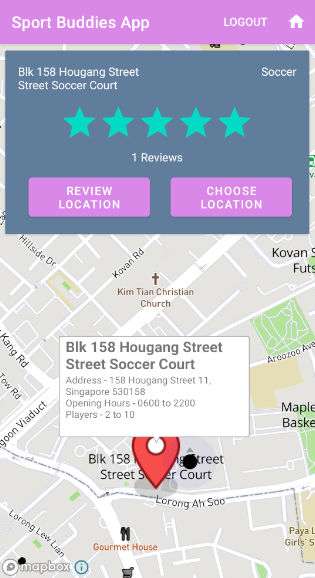 Sport Buddies App
LOGOUT
Blk 158 Hougang Street
Street Soccer Court
Soccer
1 Reviews
REVIEW
LOCATION
CHOOSE
LOCATION
Hillside Dr
Kovan Rd
Kovan S
Futs
Kim Tian Christian
Church
Aroozoo Ave
Kang Rd
Tow Rd
Blk 158 Hougang Street
Street Soccer Court
Address - 158 Hougang Street 11,
Singapore 530158
Opening Hours - 0600 to 2200
Players - 2 to 10
Maple
Baske
goon Viaduct
Blk 158 Hougang Street
Street Soccer Court
Lorong Ah Soo
Lorong Lew Lian
Gourmet House
Paya L
Girls' S
mapbox